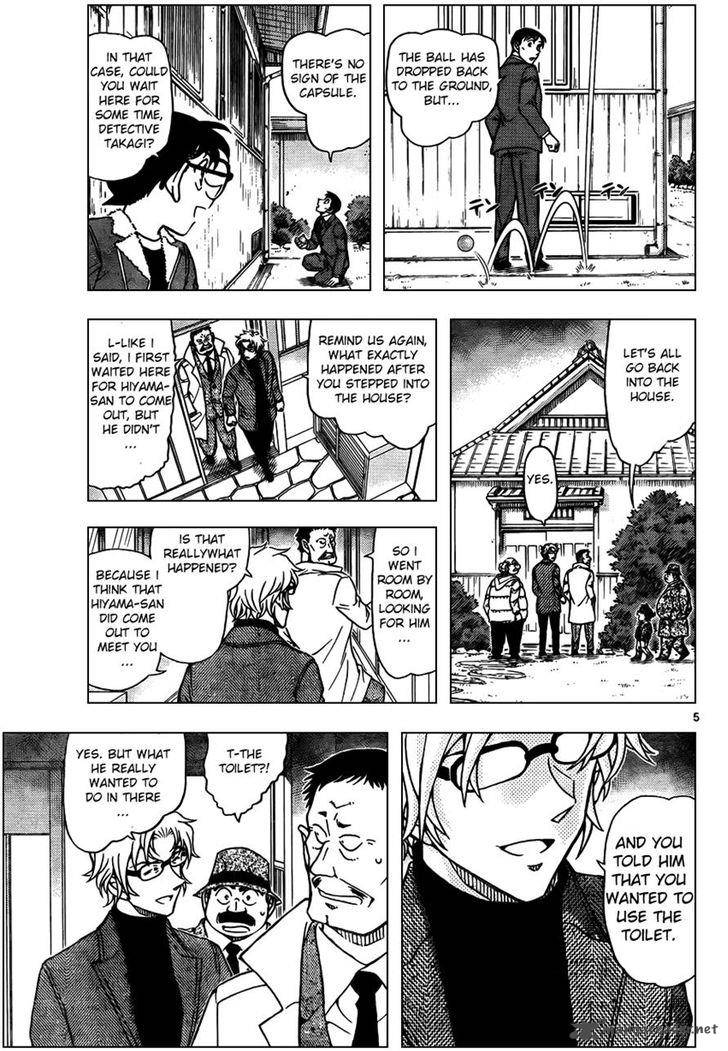 THE BALL HAS
DROPPED BACK
TO THE GROUND,
BUT...
テン
テン
THERE'S NO
SIGN OF THE
CAPSULE.
IN THAT
CASE, COULD
YOU WAIT
HERE FOR
SOME TIME,
DETECTIVE
TAKAGI?
LET'S ALL
GO BACK
INTO THE
HOUSE.
YES.
REMIND US AGAIN,
WHAT EXACTLY
HAPPENED AFTER
YOU STEPPED INTO
THE HOUSE?
L-LIKE I
SAID, I FIRST
WAITED HERE
FOR HIYAMA-
SAN TO COME
OUT, BUT
HE DIDN'T
...
SO I
WENT
ROOM BY
ROOM,
LOOKING
FOR HIM
...
IS THAT
REALLYWHAT
HAPPENED?
BECAUSE I
THINK THAT
HIYAMA-SAN
DID COME
OUT TO
MEET YOU
...
5
AND YOU
TOLD HIM
THAT YOU
WANTED TO
USE THE
TOILET.
T-THE
TOILET?!
YES. BUT WHAT
HE REALLY
WANTED TO
DO IN THERE
...